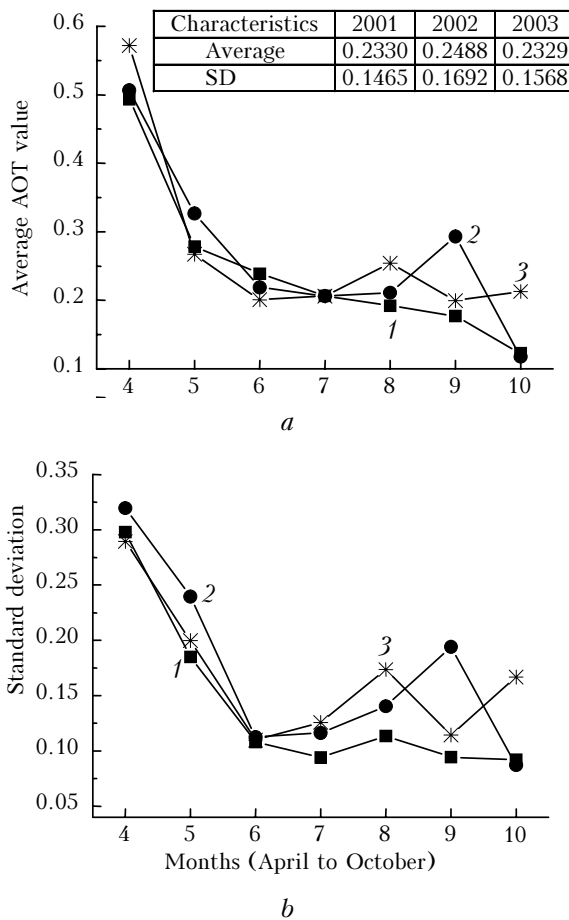 Characteristics 2001 2002 2003
Average 0.2330 0.2488 0.2329
SD 0.1465 0.1692 0.1568
Average AOT value
0.6
0.5
0.4
0.3
0.2
0.1
4 5 6 7 8 9 10
1
2
3
a
Standard deviation
0.35
0.30
0.25
0.20
0.15
0.10
0.05
2
1
3
4 5 6 7 8 9 10
Months (April to October)
b